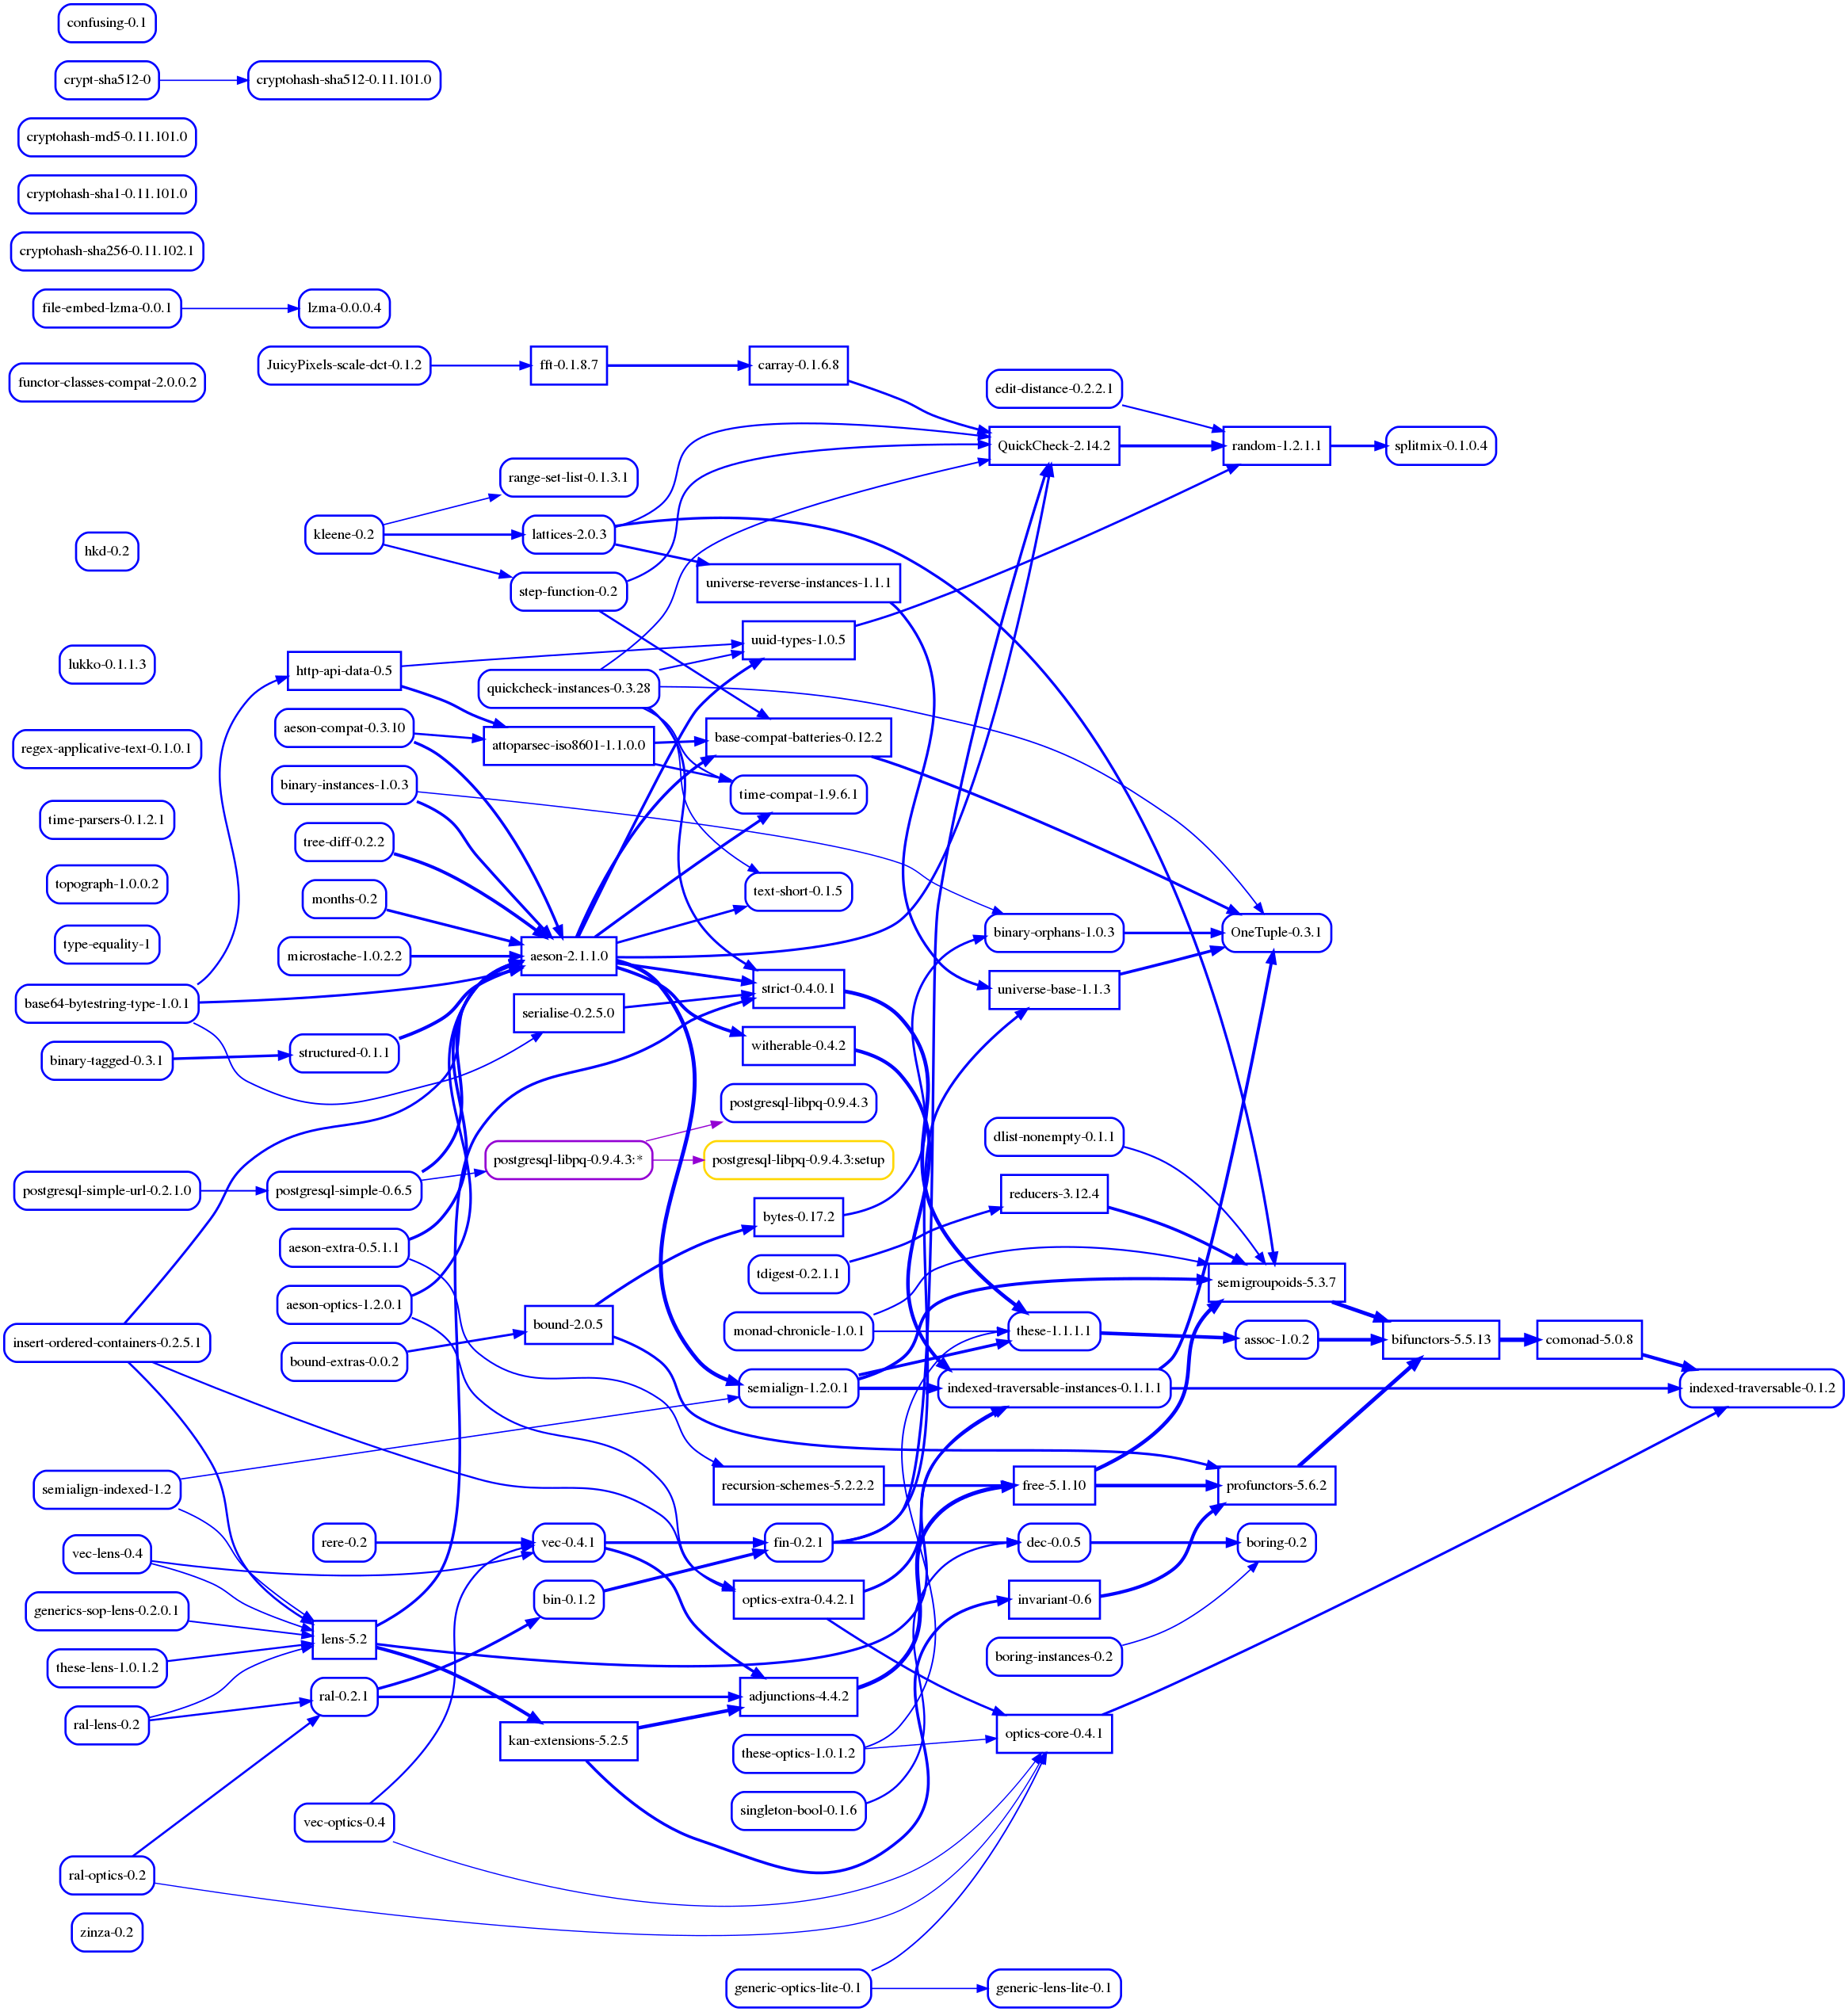 confusing-0.1
crypt-sha512-0
cryptohash-sha512-0.11.101.0
cryptohash-md5-0.11.101.0
cryptohash-sha1-0.11.101.0
cryptohash-sha256-0.11.102.1
file-embed-lzma-0.0.1
lzma-0.0.0.4
functor-classes-compat-2.0.0.2
JuicyPixels-scale-dct-0.1.2
fft-0.1.8.7
carray-0.1.6.8
edit-distance-0.2.2.1
QuickCheck-2.14.2
random-1.2.1.1
splitmix-0.1.0.4
range-set-list-0.1.3.1
kleene-0.2
lattices-2.0.3
hkd-0.2
step-function-0.2
universe-reverse-instances-1.1.1
uuid-types-1.0.5
lukko-0.1.1.3
http-api-data-0.5
quickcheck-instances-0.3.28
aeson-compat-0.3.10
regex-applicative-text-0.1.0.1
attoparsec-iso8601-1.1.0.0
base-compat-batteries-0.12.2
binary-instances-1.0.3
time-compat-1.9.6.1
time-parsers-0.1.2.1
tree-diff-0.2.2
topograph-1.0.0.2
months-0.2
text-short-0.1.5
type-equality-1
microstache-1.0.2.2
aeson-2.1.1.0
binary-orphans-1.0.3
OneTuple-0.3.1
base64-bytestring-type-1.0.1
serialise-0.2.5.0
strict-0.4.0.1
universe-base-1.1.3
binary-tagged-0.3.1
structured-0.1.1
witherable-0.4.2
postgresql-libpq-0.9.4.3
dlist-nonempty-0.1.1
postgresql-libpq-0.9.4.3:*
postgresql-libpq-0.9.4.3:setup
postgresql-simple-url-0.2.1.0
postgresql-simple-0.6.5
reducers-3.12.4
bytes-0.17.2
aeson-extra-0.5.1.1
tdigest-0.2.1.1
semigroupoids-5.3.7
aeson-optics-1.2.0.1
bound-2.0.5
monad-chronicle-1.0.1
these-1.1.1.1
assoc-1.0.2
bifunctors-5.5.13
comonad-5.0.8
insert-ordered-containers-0.2.5.1
bound-extras-0.0.2
semialign-1.2.0.1
indexed-traversable-instances-0.1.1.1
indexed-traversable-0.1.2
semialign-indexed-1.2
recursion-schemes-5.2.2.2
free-5.1.10
profunctors-5.6.2
vec-lens-0.4
rere-0.2
vec-0.4.1
fin-0.2.1
dec-0.0.5
boring-0.2
generics-sop-lens-0.2.0.1
bin-0.1.2
optics-extra-0.4.2.1
invariant-0.6
lens-5.2
boring-instances-0.2
these-lens-1.0.1.2
ral-0.2.1
adjunctions-4.4.2
ral-lens-0.2
kan-extensions-5.2.5
optics-core-0.4.1
these-optics-1.0.1.2
singleton-bool-0.1.6
vec-optics-0.4
ral-optics-0.2
zinza-0.2
generic-optics-lite-0.1
generic-lens-lite-0.1